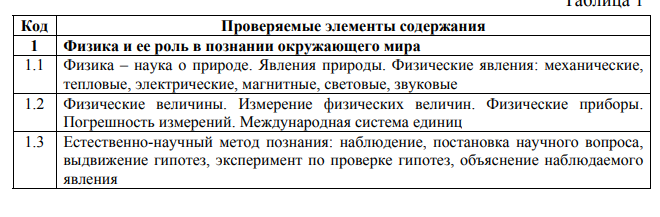 Таблица 1
Код Проверяемые элементы содержания
1 Физика и ее роль в познании окружающего мира
1.1 Физика – наука о природе. Явления природы. Физические явления: механические,
тепловые, электрические, магнитные, световые, звуковые
1.2 Физические величины. Измерение физических величин. Физические приборы.
Погрешность измерений. Международная система единиц
1.3 Естественно-научный метод познания: наблюдение, постановка научного вопроса,
выдвижение гипотез, эксперимент по проверке гипотез, объяснение наблюдаемого
явления